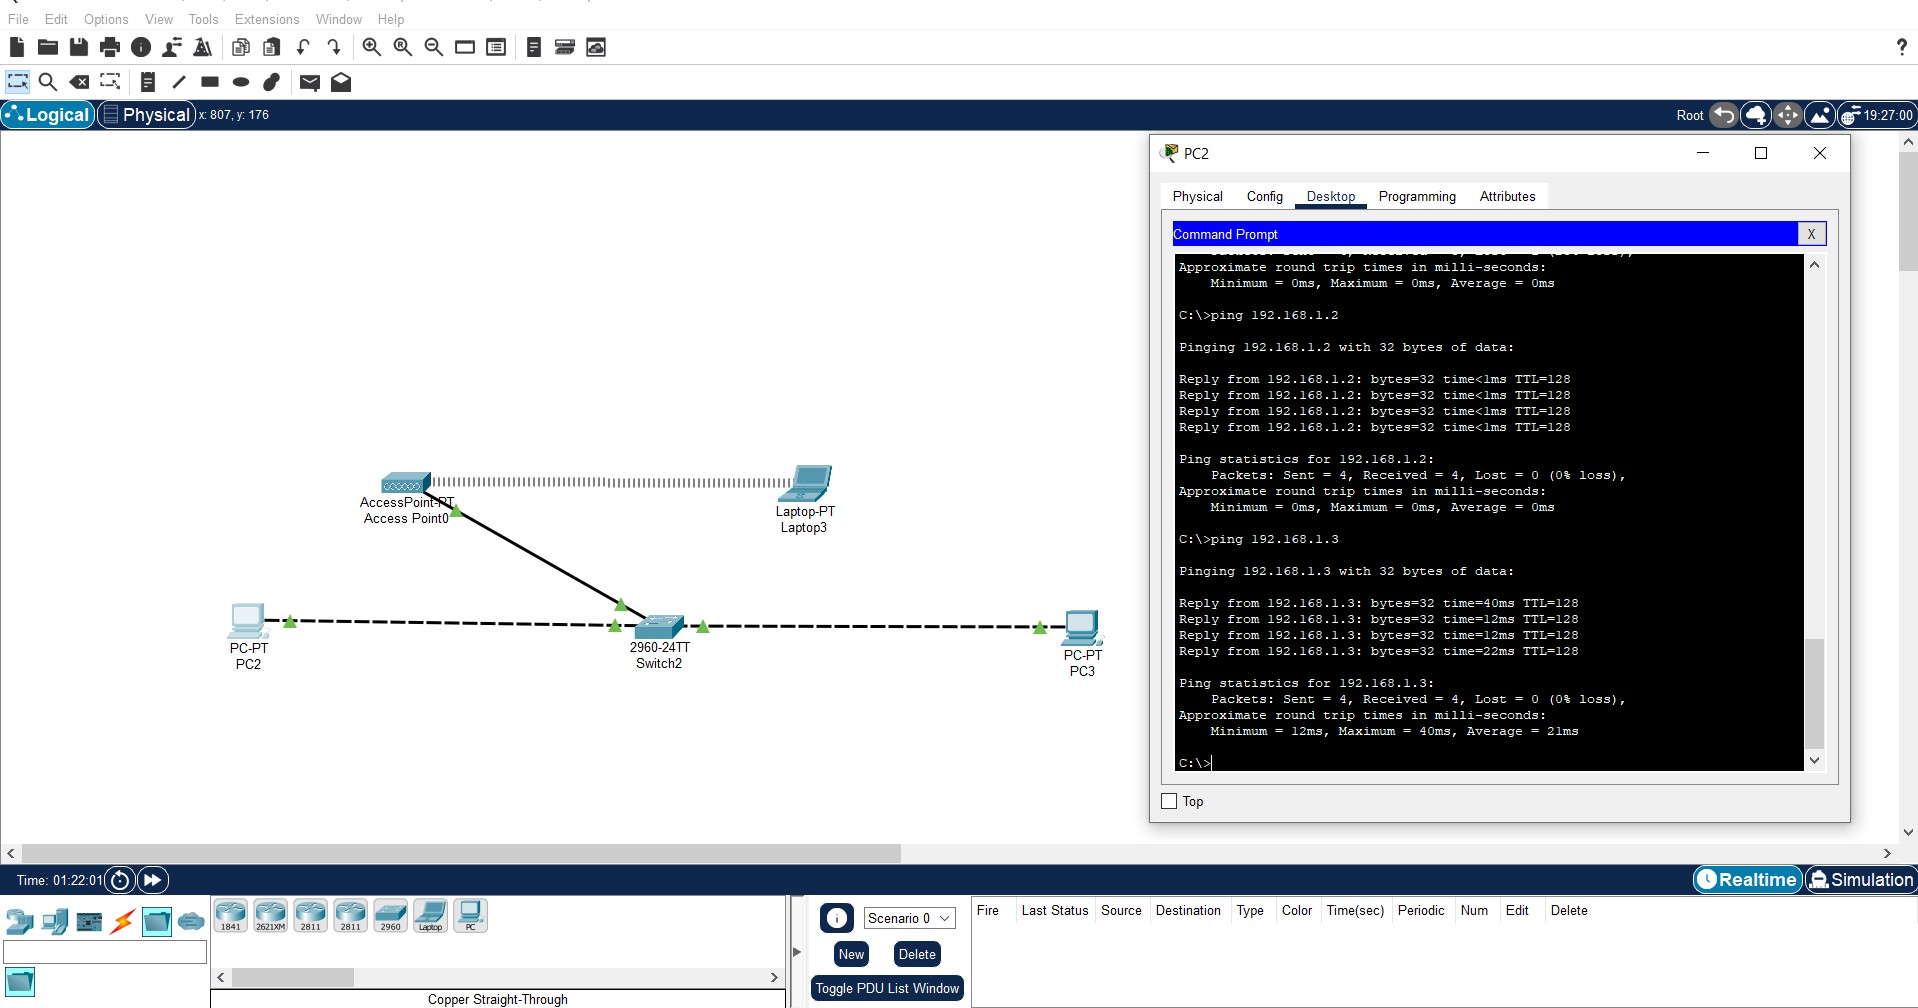 File Edit Options View Tools Extensions Window Help
?
Logical Physical x: 807, y: 176 Root 19:27:00
PC2
Physical Config Desktop Programming Attributes
Command Prompt X
Approximate round trip times in milli-seconds:
Minimum = 0ms, Maximum = 0ms, Average = 0ms
C:\>ping 192.168.1.2
Pinging 192.168.1.2 with 32 bytes of data:
Reply from 192.168.1.2: bytes=32 time<1ms TTL=128
Reply from 192.168.1.2: bytes=32 time<1ms TTL=128
Reply from 192.168.1.2: bytes=32 time<1ms TTL=128
Reply from 192.168.1.2: bytes=32 time<1ms TTL=128
Ping statistics for 192.168.1.2:
Packets: Sent = 4, Received = 4, Lost = 0 (0% loss),
Approximate round trip times in milli-seconds:
Minimum = 0ms, Maximum = 0ms, Average = 0ms
C:\>ping 192.168.1.3
Pinging 192.168.1.3 with 32 bytes of data:
Reply from 192.168.1.3: bytes=32 time=40ms TTL=128
Reply from 192.168.1.3: bytes=32 time=12ms TTL=128
Reply from 192.168.1.3: bytes=32 time=12ms TTL=128
Reply from 192.168.1.3: bytes=32 time=22ms TTL=128
Ping statistics for 192.168.1.3:
Packets: Sent = 4, Received = 4, Lost = 0 (0% loss),
Approximate round trip times in milli-seconds:
Minimum = 12ms, Maximum = 40ms, Average = 21ms
C:\>
Top
AccessPoint-PT
Access Point0
Laptop-PT
Laptop3
PC-PT
PC2
2960-24TT
Switch2
PC-PT
PC3
Time: 01:22:01 Realtime Simulation
1841 2621XM 2811 2811 2960 Laptop PC
Copper Straight-Through
Scenario 0
New Delete
Toggle PDU List Window
Fire Last Status Source Destination Type Color Time(sec) Periodic Num Edit Delete